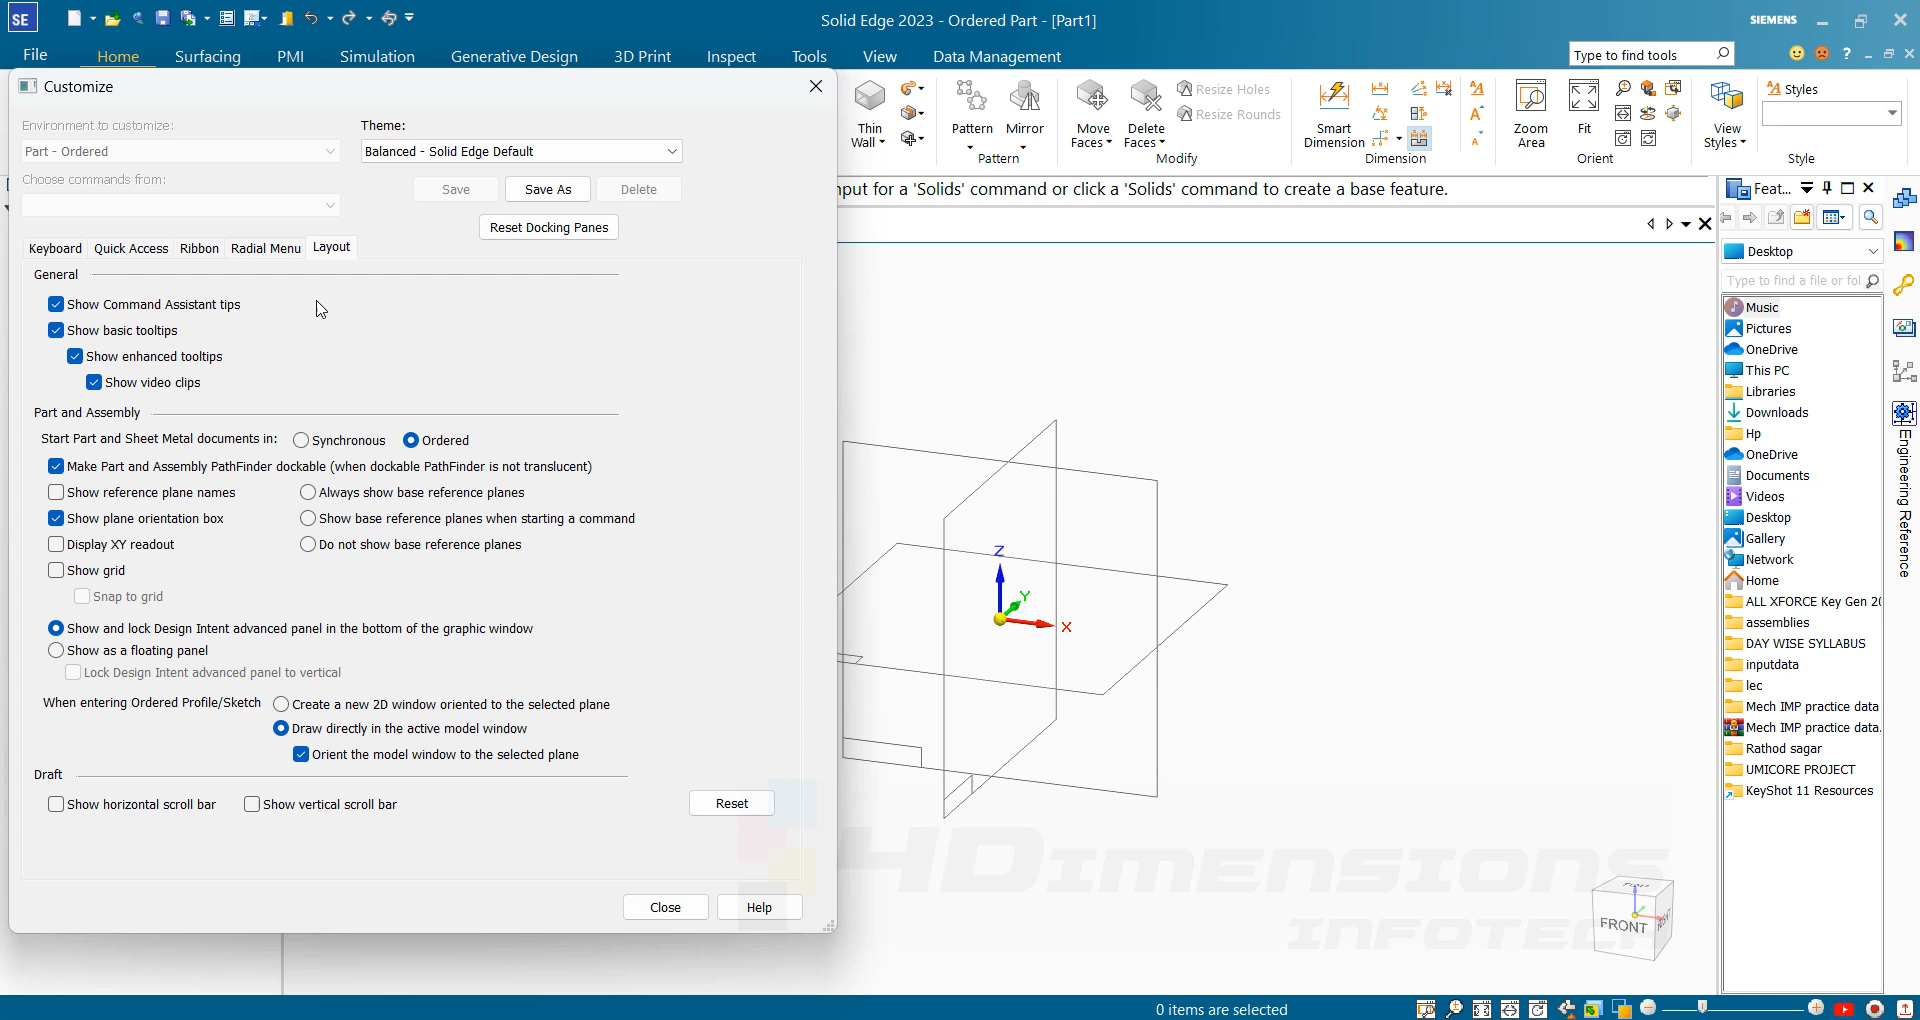 SE
Solid Edge 2023 - Ordered Part - [Part1]
SIEMENS
File Home Surfacing PMI Simulation Generative Design 3D Print Inspect Tools View Data Management
Type to find tools
Customize
Environment to customize:
Part - Ordered
Choose commands from:
Theme:
Balanced - Solid Edge Default
Save Save As Delete
Reset Docking Panes
Keyboard Quick Access Ribbon Radial Menu Layout
General
Show Command Assistant tips
Show basic tooltips
Show enhanced tooltips
Show video clips
Part and Assembly
Start Part and Sheet Metal documents in: Synchronous Ordered
Make Part and Assembly PathFinder dockable (when dockable PathFinder is not translucent)
Show reference plane names Always show base reference planes
Show plane orientation box Show base reference planes when starting a command
Display XY readout Do not show base reference planes
Show grid
Snap to grid
Show and lock Design Intent advanced panel in the bottom of the graphic window
Show as a floating panel
Lock Design Intent advanced panel to vertical
When entering Ordered Profile/Sketch Create a new 2D window oriented to the selected plane
Draw directly in the active model window
Orient the model window to the selected plane
Draft
Show horizontal scroll bar Show vertical scroll bar
Reset
Close Help
Thin
Wall
Pattern
Mirror
Pattern
Move
Faces
Delete
Faces
Resize Holes
Resize Rounds
Modify
Smart
Dimension
Dimension
Zoom
Area
Fit
Orient
View
Styles
Styles
Style
nput for a 'Solids' command or click a 'Solids' command to create a base feature.
Z
Y
X
4DIMENSIONS
INFOTECH
TOP
FRONT
Feat...
Desktop
Type to find a file or fol
Music
Pictures
OneDrive
This PC
Libraries
Downloads
Hp
OneDrive
Documents
Videos
Desktop
Gallery
Network
Home
ALL XFORCE Key Gen 20
assemblies
DAY WISE SYLLABUS
inputdata
lec
Mech IMP practice data
Mech IMP practice data.
Rathod sagar
UMICORE PROJECT
KeyShot 11 Resources
Engineering Reference
0 items are selected